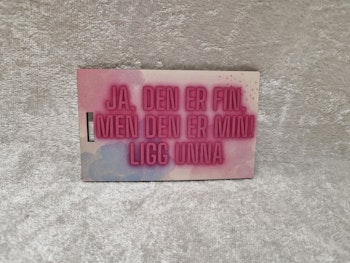 JA, DEN ER FIN,
MEN DEN ER MIN!
LIGG UNNA